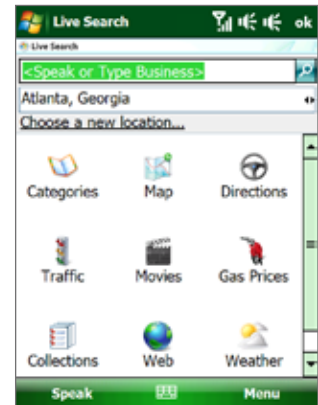 Live Search ok
Live Search
<Speak or Type Business>
Atlanta, Georgia
Choose a new location...
Categories Map Directions
Traffic Movies Gas Prices
Collections Web Weather
Speak Menu